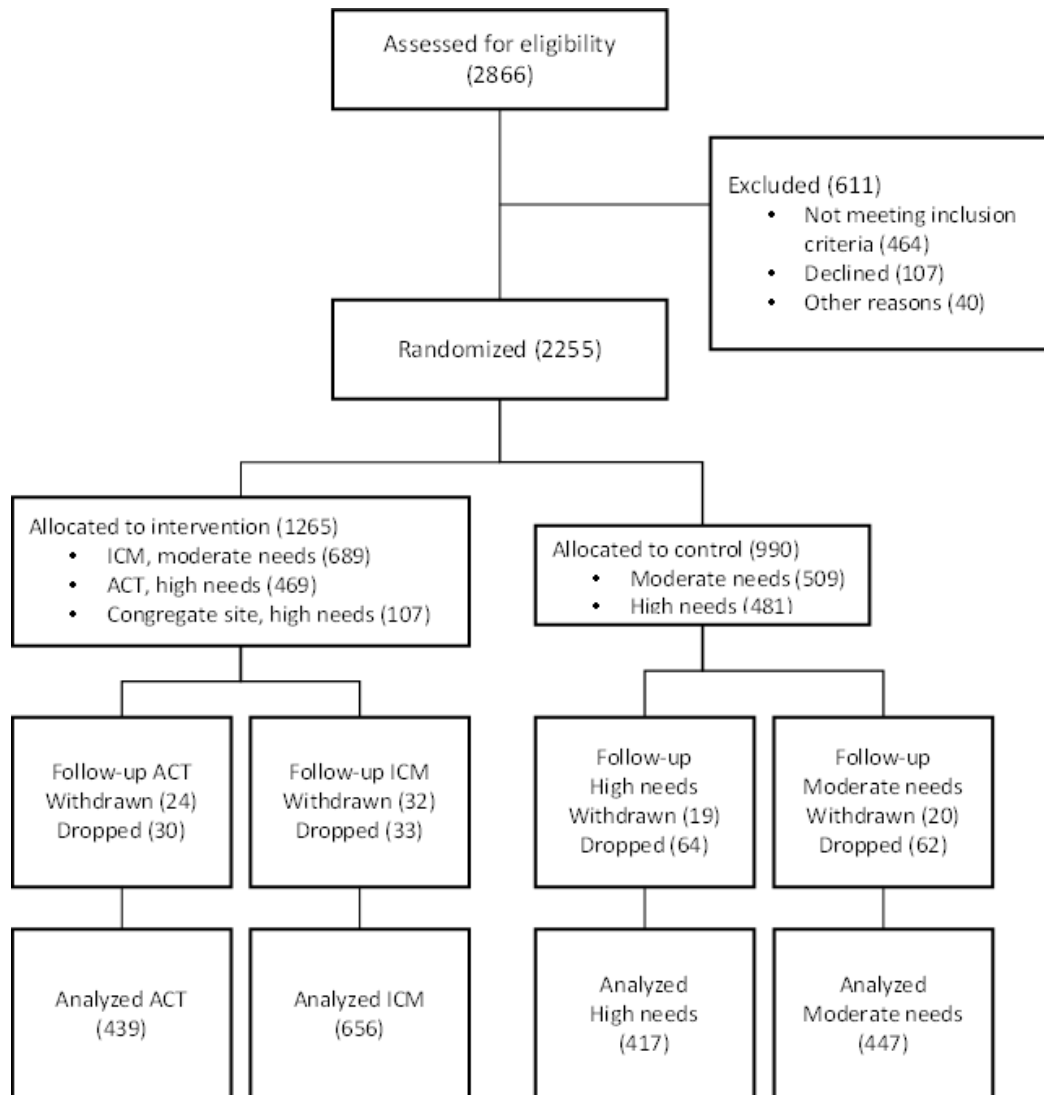 Assessed for eligibility
(2866)
Excluded (611)
• Not meeting inclusion
criteria (464)
• Declined (107)
• Other reasons (40)
Randomized (2255)
Allocated to intervention (1265)
• ICM, moderate needs (689)
• ACT, high needs (469)
• Congregate site, high needs (107)
Allocated to control (990)
• Moderate needs (509)
• High needs (481)
Follow-up ACT
Withdrawn (24)
Dropped (30)
Follow-up ICM
Withdrawn (32)
Dropped (33)
Follow-up
High needs
Withdrawn (19)
Dropped (64)
Follow-up
Moderate needs
Withdrawn (20)
Dropped (62)
Analyzed ACT
(439)
Analyzed ICM
(656)
Analyzed
High needs
(417)
Analyzed
Moderate needs
(447)